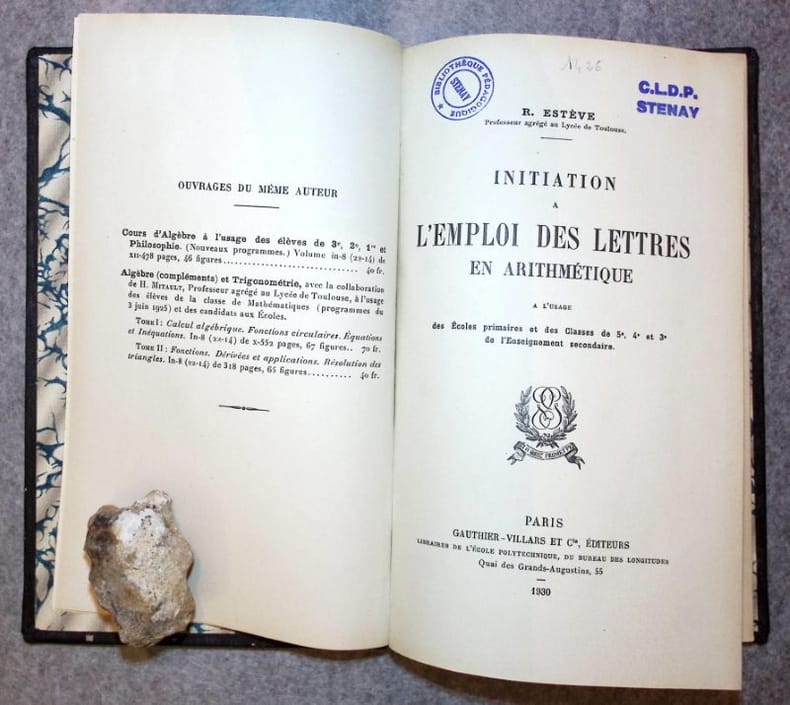 OUVRAGES DU MÊME AUTEUR
Cours d'Algèbre à l'usage des élèves de 3e, 2e, 1re et
Philosophie. (Nouveaux programmes.) Volume in-8 (22-14) de
XII-478 pages, 46 figures............ 40 fr.
Algèbre (compléments) et Trigonométrie, avec la collaboration
de H. MITAULT, Professeur agrégé au Lycée de Toulouse, à l'usage
des élèves de la classe de Mathématiques (programmes du
3 juin 1925) et des candidats aux Écoles.
TOME I : Calcul algébrique. Fonctions circulaires. Équations
et Inéquations. In-8 (22-14) de X-552 pages, 67 figures.. 70 fr.
TOME II : Fonctions. Dérivées et applications. Résolution des
triangles. In-8 (22-14) de 318 pages, 65 figures.......... 40 fr.
BIBLIOTHÈQUE PÉDAGOGIQUE
STENAY
1426
C.L.D.P.
STENAY
R. ESTÈVE
Professeur agrégé au Lycée de Toulouse.
INITIATION
A
L'EMPLOI DES LETTRES
EN ARITHMÉTIQUE
A L'USAGE
des Écoles primaires et des Classes de 5e, 4e et 3e
de l'Enseignement secondaire.
PARIS
GAUTHIER-VILLARS ET Cie, ÉDITEURS
LIBRAIRES DE L'ÉCOLE POLYTECHNIQUE, DU BUREAU DES LONGITUDES
Quai des Grands-Augustins, 55
1930